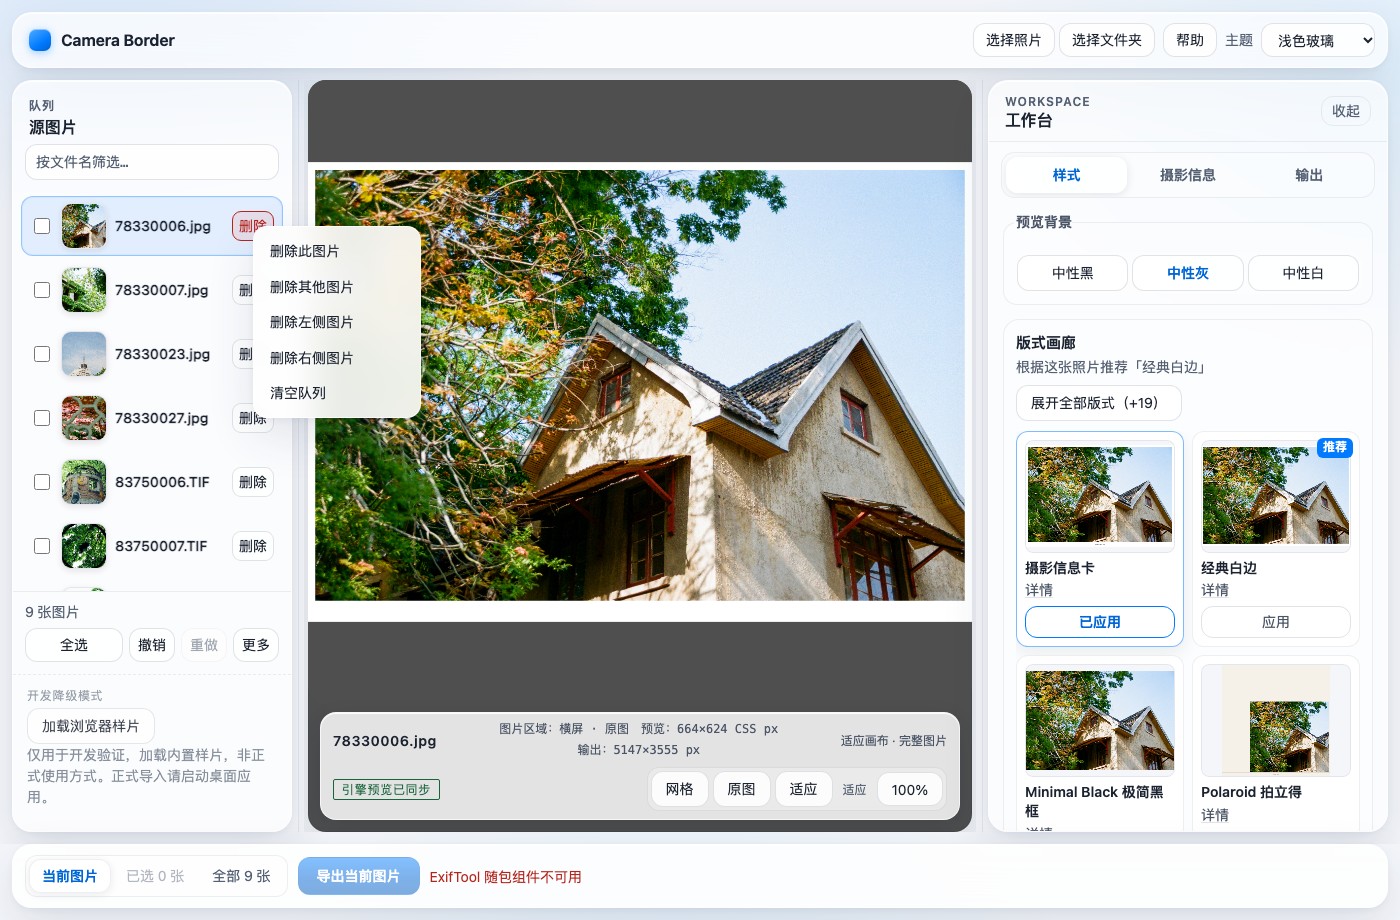 Camera Border
选择照片
选择文件夹
帮助
主题
浅色玻璃
队列
源图片
按文件名筛选…
78330006.jpg
删除
78330007.jpg
删
78330023.jpg
删
78330027.jpg
删除
83750006.TIF
删除
83750007.TIF
删除
删除此图片
删除其他图片
删除左侧图片
删除右侧图片
清空队列
9 张图片
全选
撤销
重做
更多
开发降级模式
加载浏览器样片
仅用于开发验证，加载内置样片，非正
式使用方式。正式导入请启动桌面应
用。
78330006.jpg
图片区域：横屏 · 原图 预览：664×624 CSS px
输出：5147×3555 px
适应画布 · 完整图片
引擎预览已同步
网格
原图
适应
适应
100%
WORKSPACE
工作台
收起
样式
摄影信息
输出
预览背景
中性黑
中性灰
中性白
版式画廊
根据这张照片推荐「经典白边」
展开全部版式（+19）
推荐
摄影信息卡
详情
已应用
经典白边
详情
应用
Minimal Black 极简黑
框
详情
Polaroid 拍立得
详情
当前图片
已选 0 张
全部 9 张
导出当前图片
ExifTool 随包组件不可用